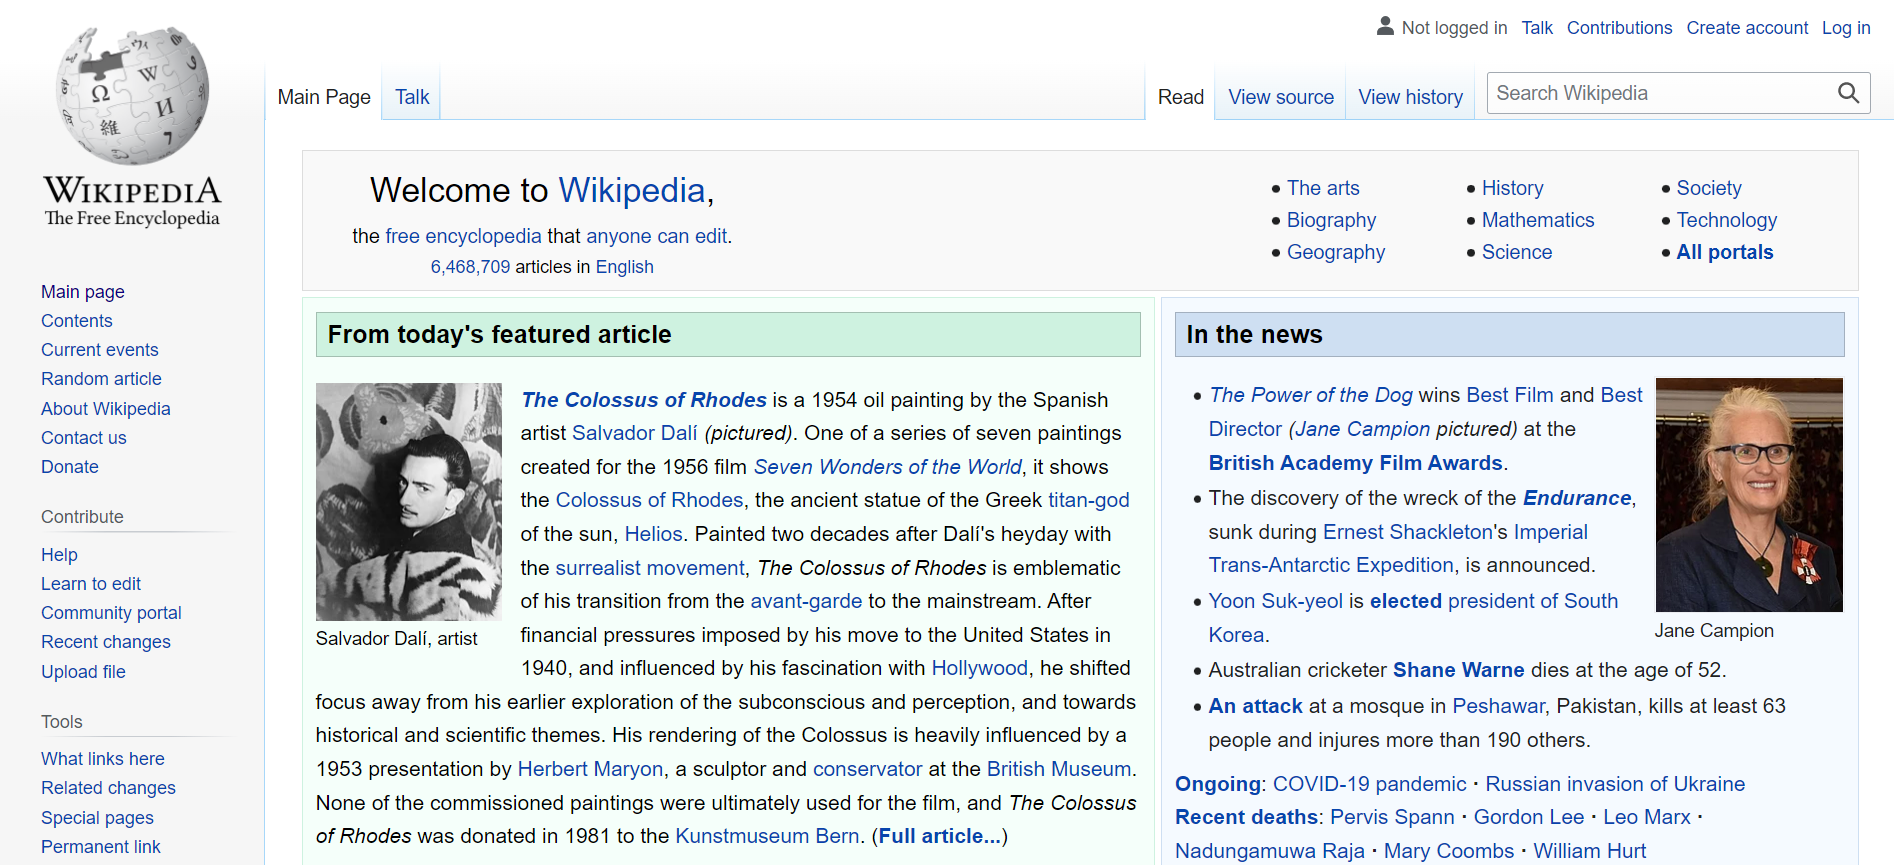 WIKIPEDIA
The Free Encyclopedia
Not logged in Talk Contributions Create account Log in
Main Page Talk
Read View source View history Search Wikipedia
Main page
Contents
Current events
Random article
About Wikipedia
Contact us
Donate
Contribute
Help
Learn to edit
Community portal
Recent changes
Upload file
Tools
What links here
Related changes
Special pages
Permanent link
Welcome to Wikipedia,
the free encyclopedia that anyone can edit.
6,468,709 articles in English
The arts
Biography
Geography
History
Mathematics
Science
Society
Technology
All portals
From today's featured article
The Colossus of Rhodes is a 1954 oil painting by the Spanish
artist Salvador Dalí (pictured). One of a series of seven paintings
created for the 1956 film Seven Wonders of the World, it shows
the Colossus of Rhodes, the ancient statue of the Greek titan-god
of the sun, Helios. Painted two decades after Dalí's heyday with
the surrealist movement, The Colossus of Rhodes is emblematic
of his transition from the avant-garde to the mainstream. After
financial pressures imposed by his move to the United States in
1940, and influenced by his fascination with Hollywood, he shifted
focus away from his earlier exploration of the subconscious and perception, and towards
historical and scientific themes. His rendering of the Colossus is heavily influenced by a
1953 presentation by Herbert Maryon, a sculptor and conservator at the British Museum.
None of the commissioned paintings were ultimately used for the film, and The Colossus
of Rhodes was donated in 1981 to the Kunstmuseum Bern. (Full article...)
Salvador Dalí, artist
In the news
The Power of the Dog wins Best Film and Best
Director (Jane Campion pictured) at the
British Academy Film Awards.
The discovery of the wreck of the Endurance,
sunk during Ernest Shackleton's Imperial
Trans-Antarctic Expedition, is announced.
Yoon Suk-yeol is elected president of South
Korea.
Australian cricketer Shane Warne dies at the age of 52.
An attack at a mosque in Peshawar, Pakistan, kills at least 63
people and injures more than 190 others.
Jane Campion
Ongoing: COVID-19 pandemic · Russian invasion of Ukraine
Recent deaths: Pervis Spann · Gordon Lee · Leo Marx ·
Nadungamuwa Raja · Mary Coombs · William Hurt